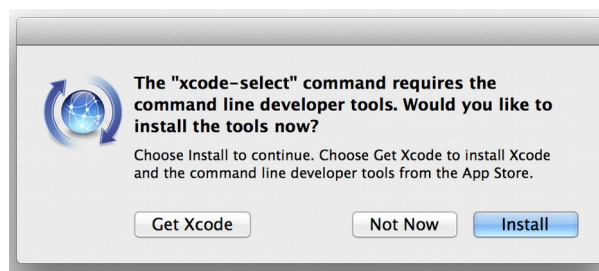 The "xcode-select" command requires the
command line developer tools. Would you like to
install the tools now?
Choose Install to continue. Choose Get Xcode to install Xcode
and the command line developer tools from the App Store.
Get Xcode Not Now Install